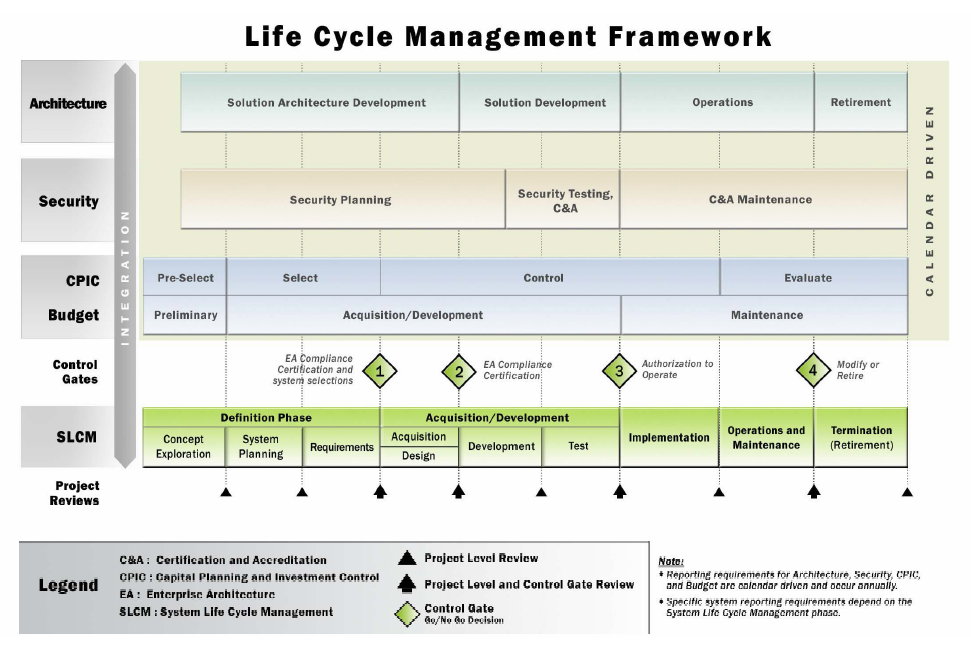 Life Cycle Management Framework
Architecture
Solution Architecture Development
Solution Development
Operations
Retirement
Security
Security Planning
Security Testing,
C&A
C&A Maintenance
CPIC
Pre-Select
Select
Control
Evaluate
Budget
Preliminary
Acquisition/Development
Maintenance
INTEGRATION
CALENDAR DRIVEN
Control
Gates
EA Compliance
Certification and
system selections
1
2
EA Compliance
Certification
3
Authorization to
Operate
4
Modify or
Retire
SLCM
Definition Phase
Concept
Exploration
System
Planning
Requirements
Acquisition/Development
Acquisition
Design
Development
Test
Implementation
Operations and
Maintenance
Termination
(Retirement)
Project
Reviews
Legend
C&A : Certification and Accreditation
CPIC : Capital Planning and Investment Control
EA : Enterprise Architecture
SLCM : System Life Cycle Management
Project Level Review
Project Level and Control Gate Review
Control Gate
Go/No Go Decision
Note:
* Reporting requirements for Architecture, Security, CPIC,
and Budget are calendar driven and occur annually.
* Specific system reporting requirements depend on the
System Life Cycle Management phase.